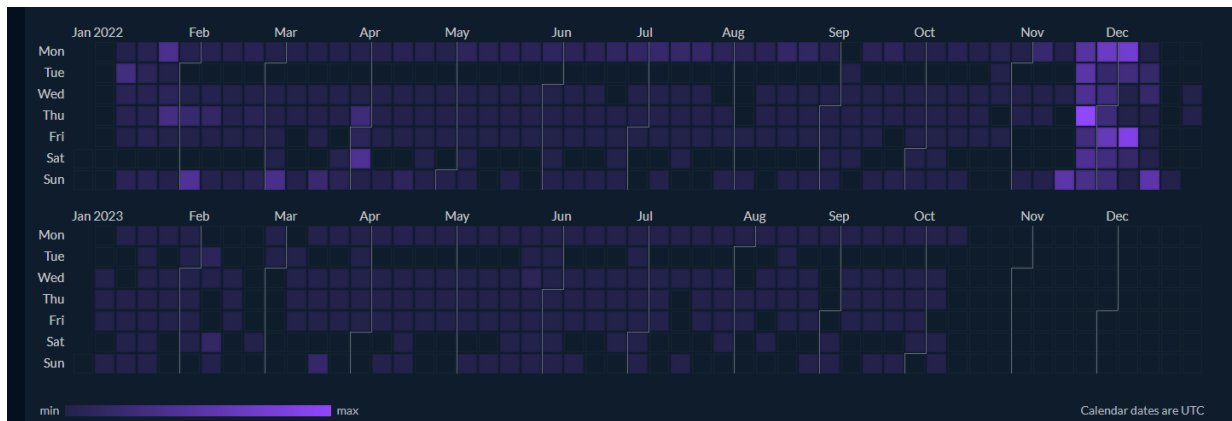 Jan 2022 Feb Mar Apr May Jun Jul Aug Sep Oct Nov Dec
Mon
Tue
Wed
Thu
Fri
Sat
Sun
Jan 2023 Feb Mar Apr May Jun Jul Aug Sep Oct Nov Dec
Mon
Tue
Wed
Thu
Fri
Sat
Sun
min max Calendar dates are UTC